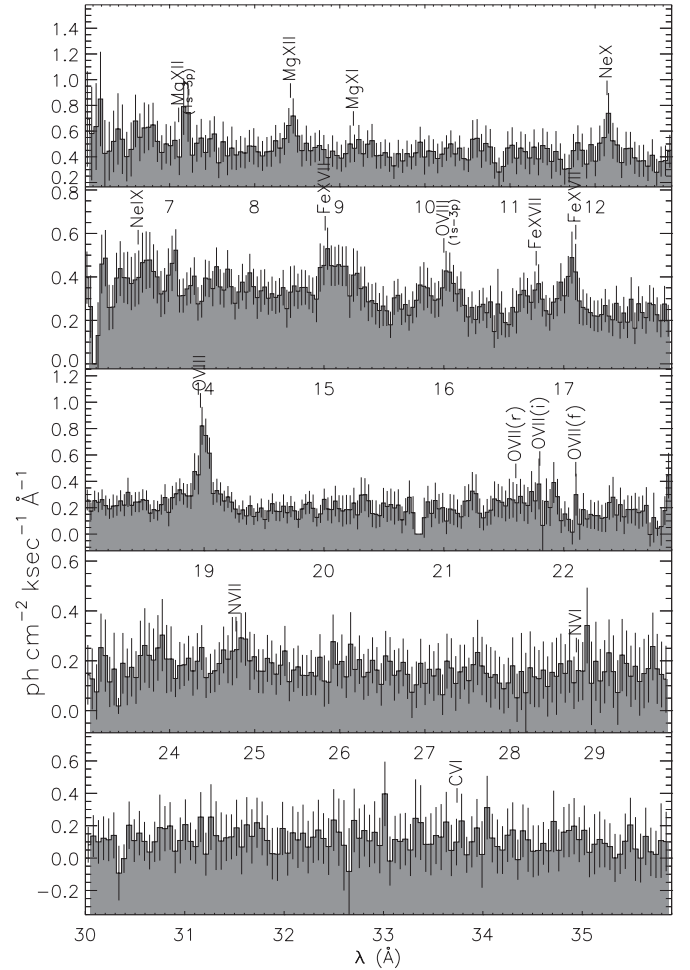 1.4
1.2
1.0
0.8
0.6
0.4
0.2
MgXII
(1s−3p)
MgXII
MgXI
NeX
7 8 9 10 11 12
0.8
0.6
0.4
0.2
0.0
NeIX
FeXVII
OVIII
(1s−3p)
FeXVII
FeXVII
14 15 16 17
1.2
1.0
0.8
0.6
0.4
0.2
0.0
OVIII
OVII(r)
OVII(i)
OVII(f)
19 20 21 22
0.6
0.4
0.2
0.0
NVII
NVI
24 25 26 27 28 29
0.6
0.4
0.2
0.0
−0.2
CVI
30 31 32 33 34 35
λ (Å)
ph cm−2 ksec−1 Å−1